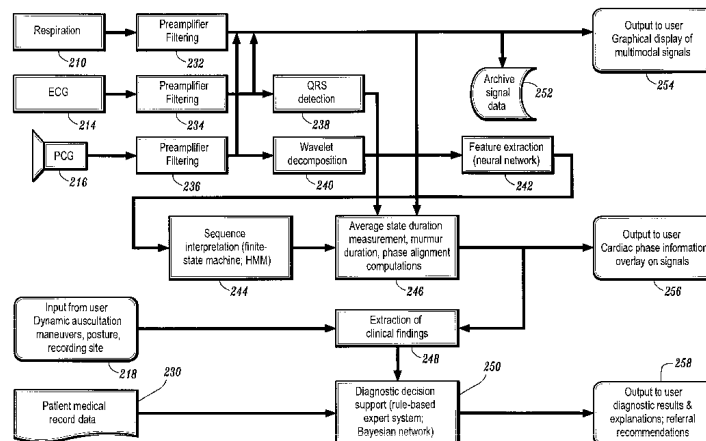 Respiration
210
Preamplifier
Filtering
232
Output to user
Graphical display of
multimodal signals
254
Archive
signal
data
252
ECG
214
Preamplifier
Filtering
234
QRS
detection
238
PCG
216
Preamplifier
Filtering
236
Wavelet
decomposition
240
Feature extraction
(neural network)
242
Sequence
interpretation (finite-
state machine; HMM)
244
Average state duration
measurement, murmur
duration, phase alignment
computations
246
Output to user
Cardiac phase information
overlay on signals
256
Input from user
Dynamic auscultation
maneuvers, posture,
recording site
218
Extraction of
clinical findings
248
Patient medical
record data
230
Diagnostic decision
support (rule-based
expert system;
Bayesian network)
250
Output to user
diagnostic results &
explanations; referral
recommendations
258